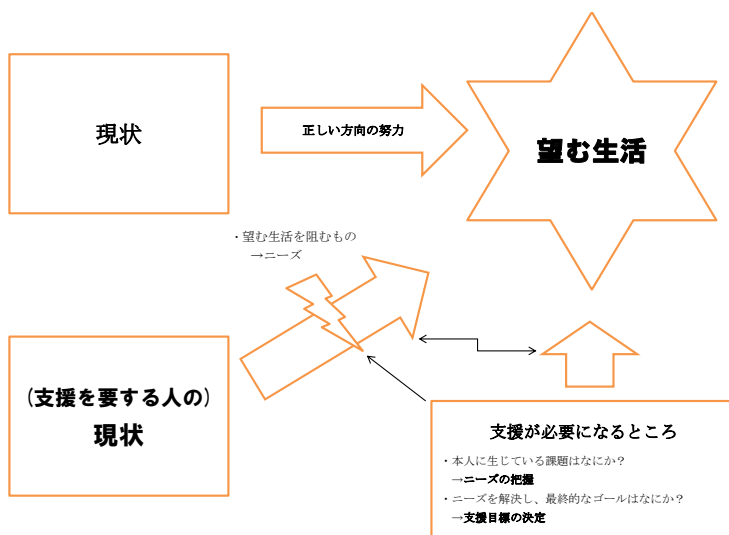 現状
正しい方向の努力
望む生活
・望む生活を阻むもの
→ニーズ
(支援を要する人の)
現状
支援が必要になるところ
・本人に生じている課題はなにか？
→ニーズの把握
・ニーズを解決し、最終的なゴールはなにか？
→支援目標の決定